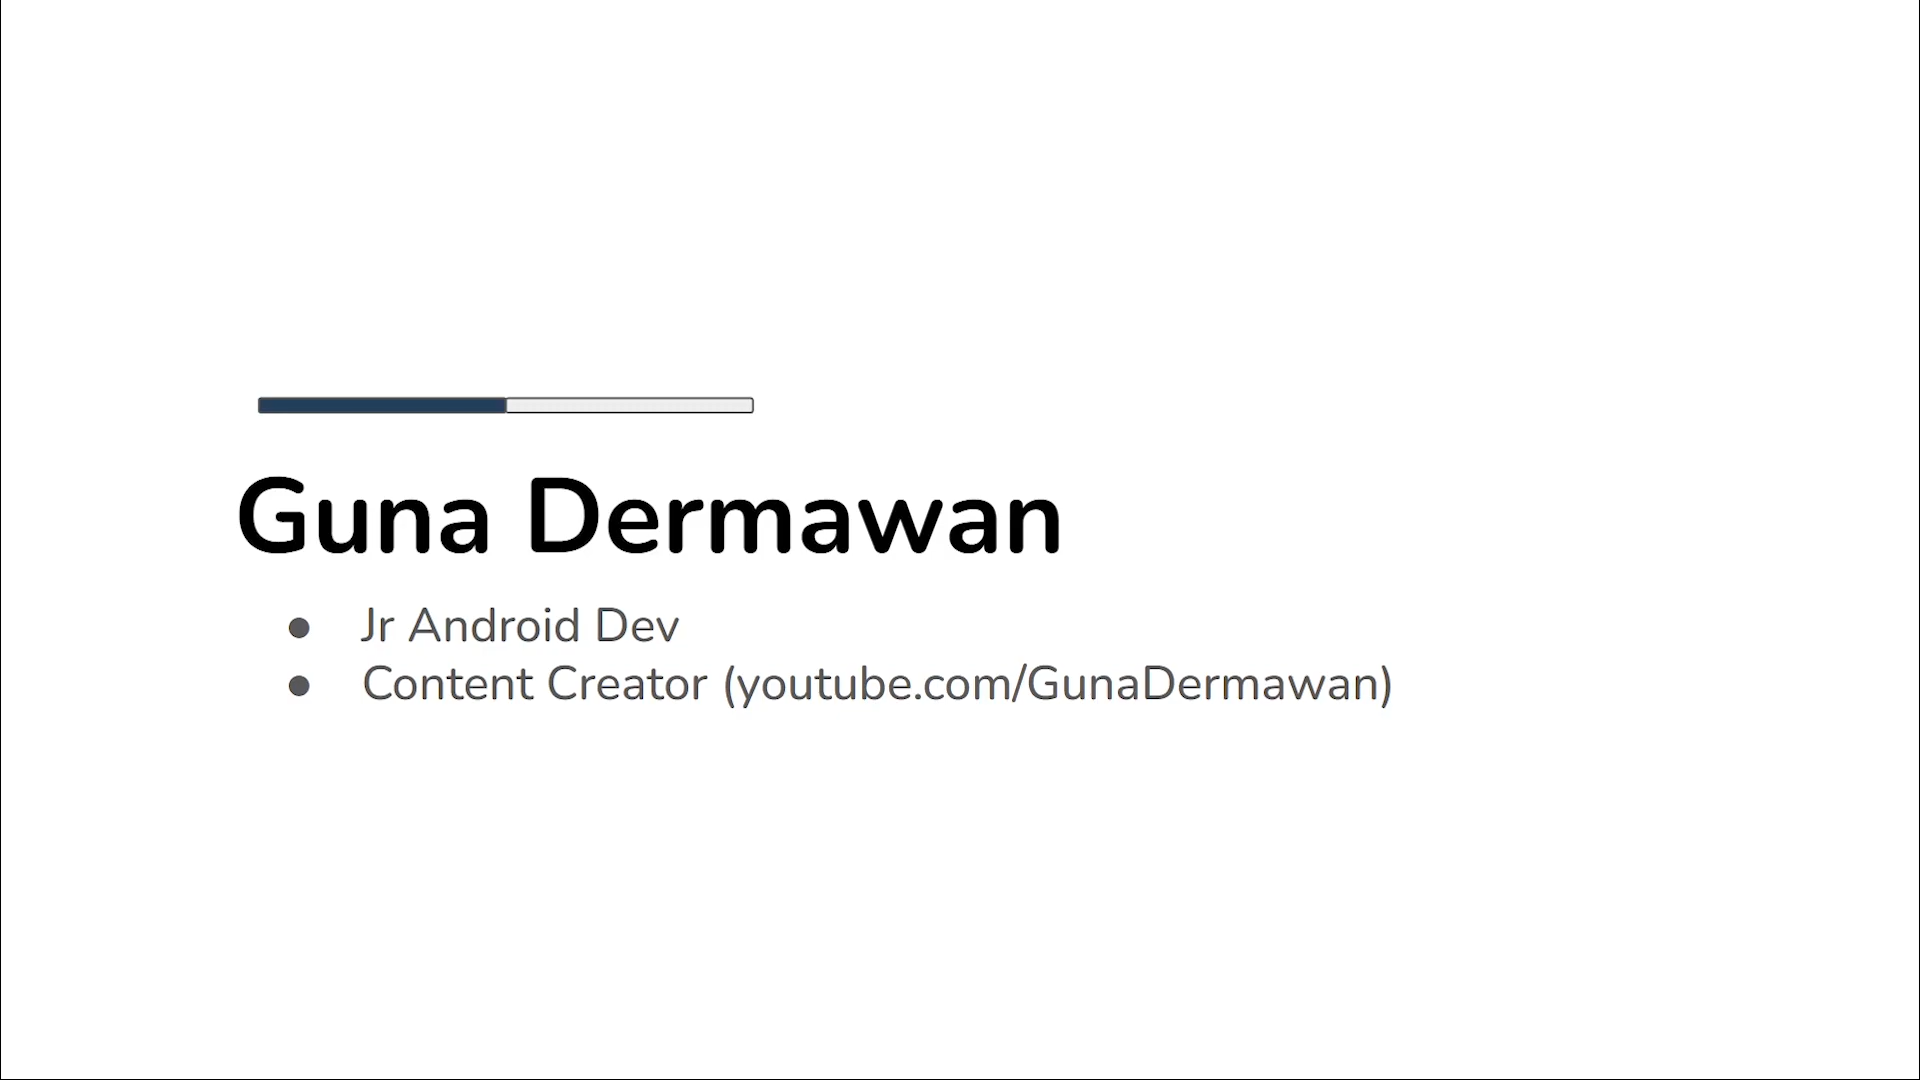 Guna Dermawan
● Jr Android Dev
● Content Creator (youtube.com/GunaDermawan)